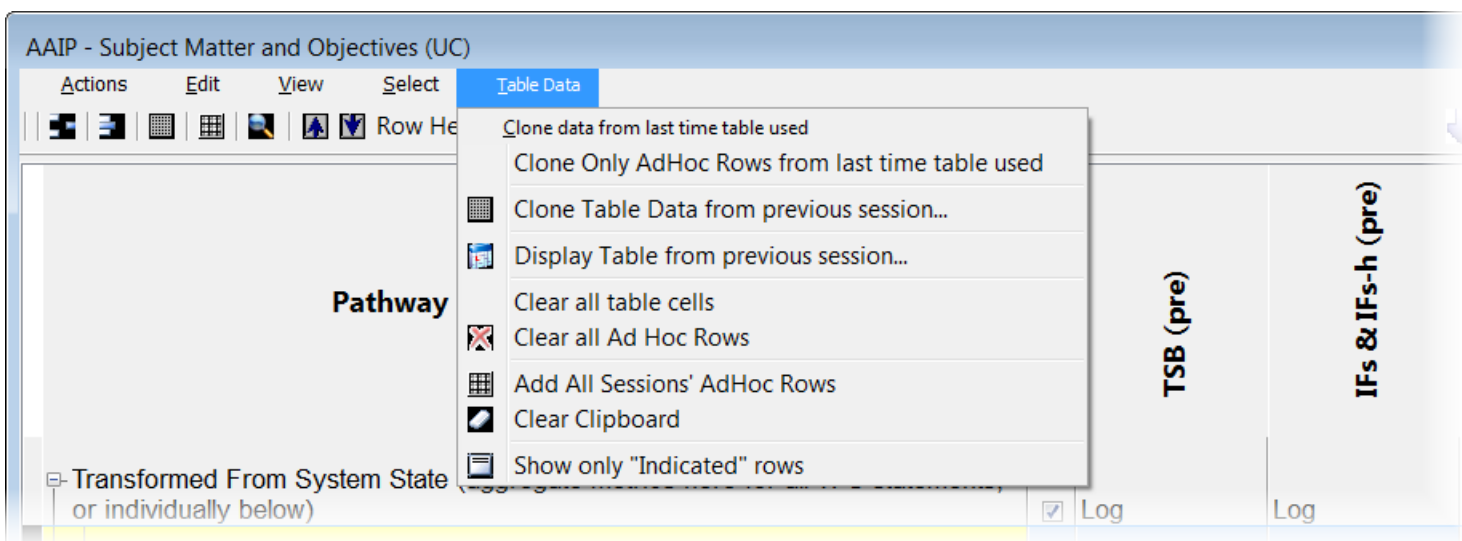 AAIP - Subject Matter and Objectives (UC)
Actions Edit View Select Table Data
Row He
Clone data from last time table used
Clone Only AdHoc Rows from last time table used
Clone Table Data from previous session...
Display Table from previous session...
Clear all table cells
Clear all Ad Hoc Rows
Add All Sessions' AdHoc Rows
Clear Clipboard
Show only "Indicated" rows
Pathway
TSB (pre)
IFs & IFs-h (pre)
Transformed From System State
or individually below)
Log Log